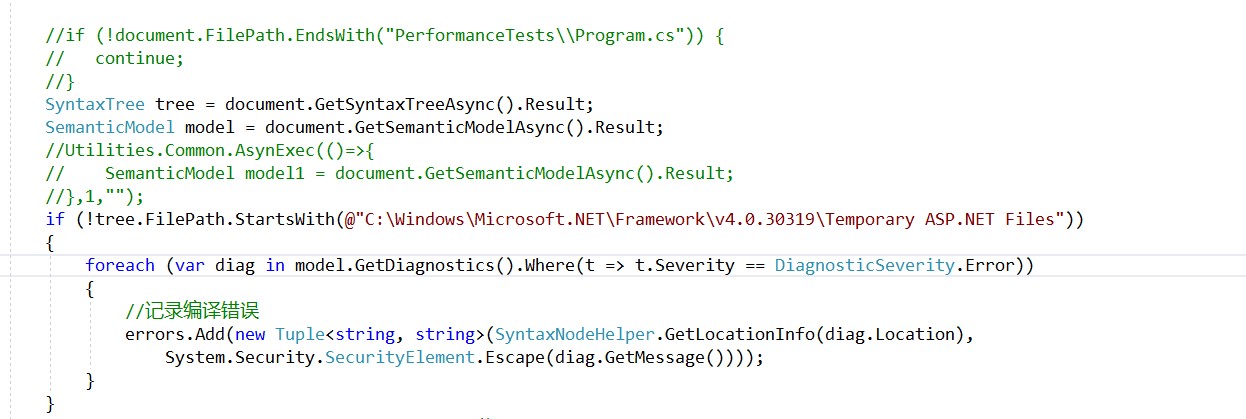 //if (!document.FilePath.EndsWith("PerformanceTests\\Program.cs")) {
//   continue;
//}
SyntaxTree tree = document.GetSyntaxTreeAsync().Result;
SemanticModel model = document.GetSemanticModelAsync().Result;
//Utilities.Common.AsynExec(()=>{
//    SemanticModel model1 = document.GetSemanticModelAsync().Result;
//},1,"");
if (!tree.FilePath.StartsWith(@"C:\Windows\Microsoft.NET\Framework\v4.0.30319\Temporary ASP.NET Files"))
{
    foreach (var diag in model.GetDiagnostics().Where(t => t.Severity == DiagnosticSeverity.Error))
    {
        //记录编译错误
        errors.Add(new Tuple<string, string>(SyntaxNodeHelper.GetLocationInfo(diag.Location),
            System.Security.SecurityElement.Escape(diag.GetMessage())));
    }
}